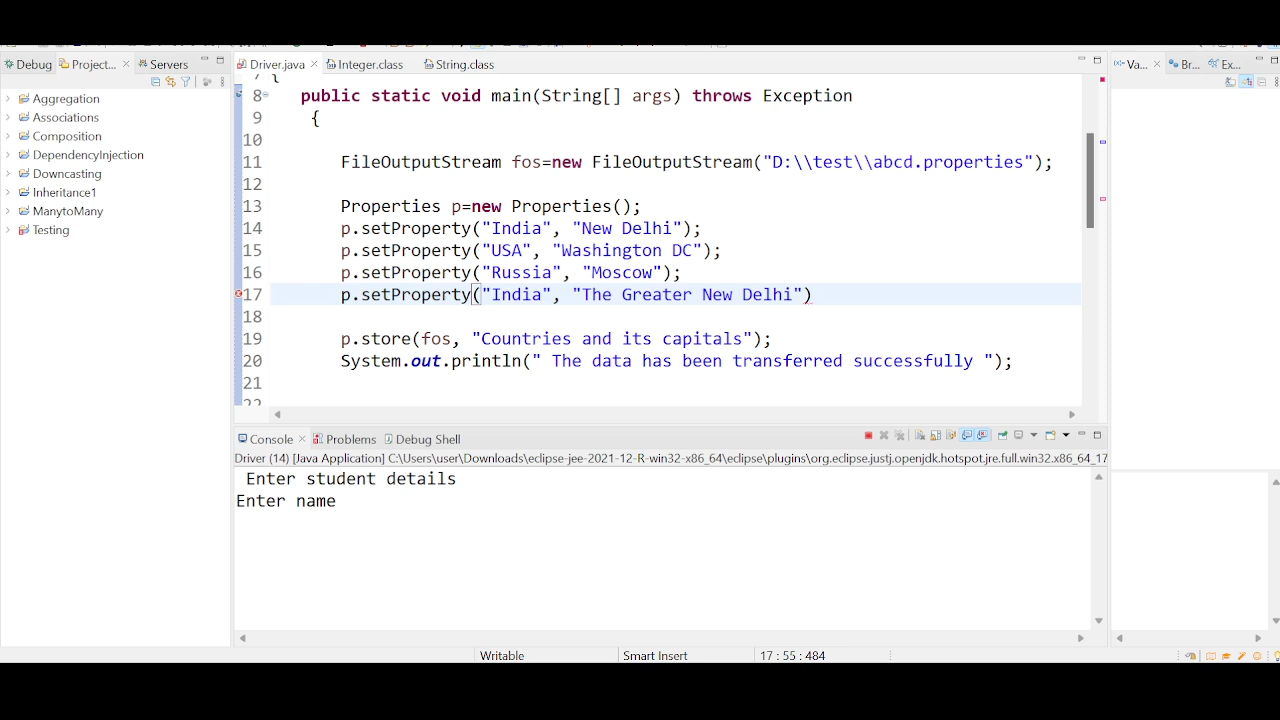 Debug Project... Servers
Aggregation
Associations
Composition
DependencyInjection
Downcasting
Inheritance1
ManytoMany
Testing
Driver.java Integer.class String.class
7 {
8 public static void main(String[] args) throws Exception
9 {
10
11 FileOutputStream fos=new FileOutputStream("D:\\test\\abcd.properties");
12
13 Properties p=new Properties();
14 p.setProperty("India", "New Delhi");
15 p.setProperty("USA", "Washington DC");
16 p.setProperty("Russia", "Moscow");
17 p.setProperty("India", "The Greater New Delhi")
18
19 p.store(fos, "Countries and its capitals");
20 System.out.println(" The data has been transferred successfully ");
21
22
Va... Br... Ex...
Console Problems Debug Shell
Driver (14) [Java Application] C:\Users\user\Downloads\eclipse-jee-2021-12-R-win32-x86_64\eclipse\plugins\org.eclipse.justj.openjdk.hotspot.jre.full.win32.x86_64_17
Enter student details
Enter name
Writable Smart Insert 17 : 55 : 484